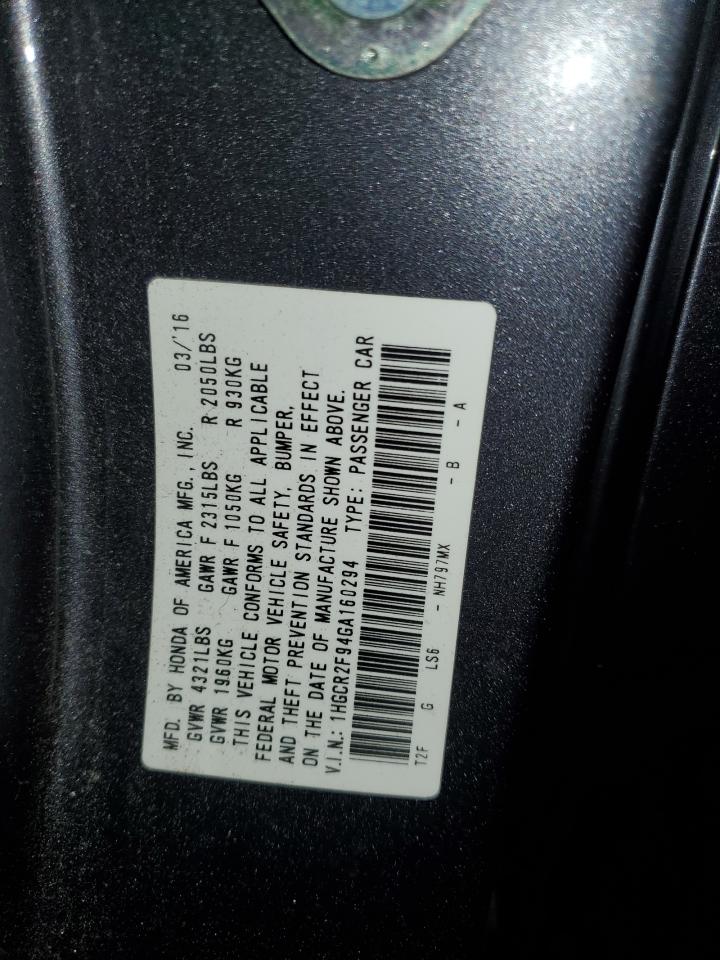 MFD. BY HONDA OF AMERICA MFG., INC. 03/'16
GVWR 4321LBS GAWR F 2315LBS R 2050LBS
GVWR 1960KG GAWR F 1050KG R 930KG
THIS VEHICLE CONFORMS TO ALL APPLICABLE
FEDERAL MOTOR VEHICLE SAFETY, BUMPER,
AND THEFT PREVENTION STANDARDS IN EFFECT
ON THE DATE OF MANUFACTURE SHOWN ABOVE.
V.I.N.: 1HGCR2F94GA160294 TYPE: PASSENGER CAR
T2F G LS6 - NH797MX - B - A